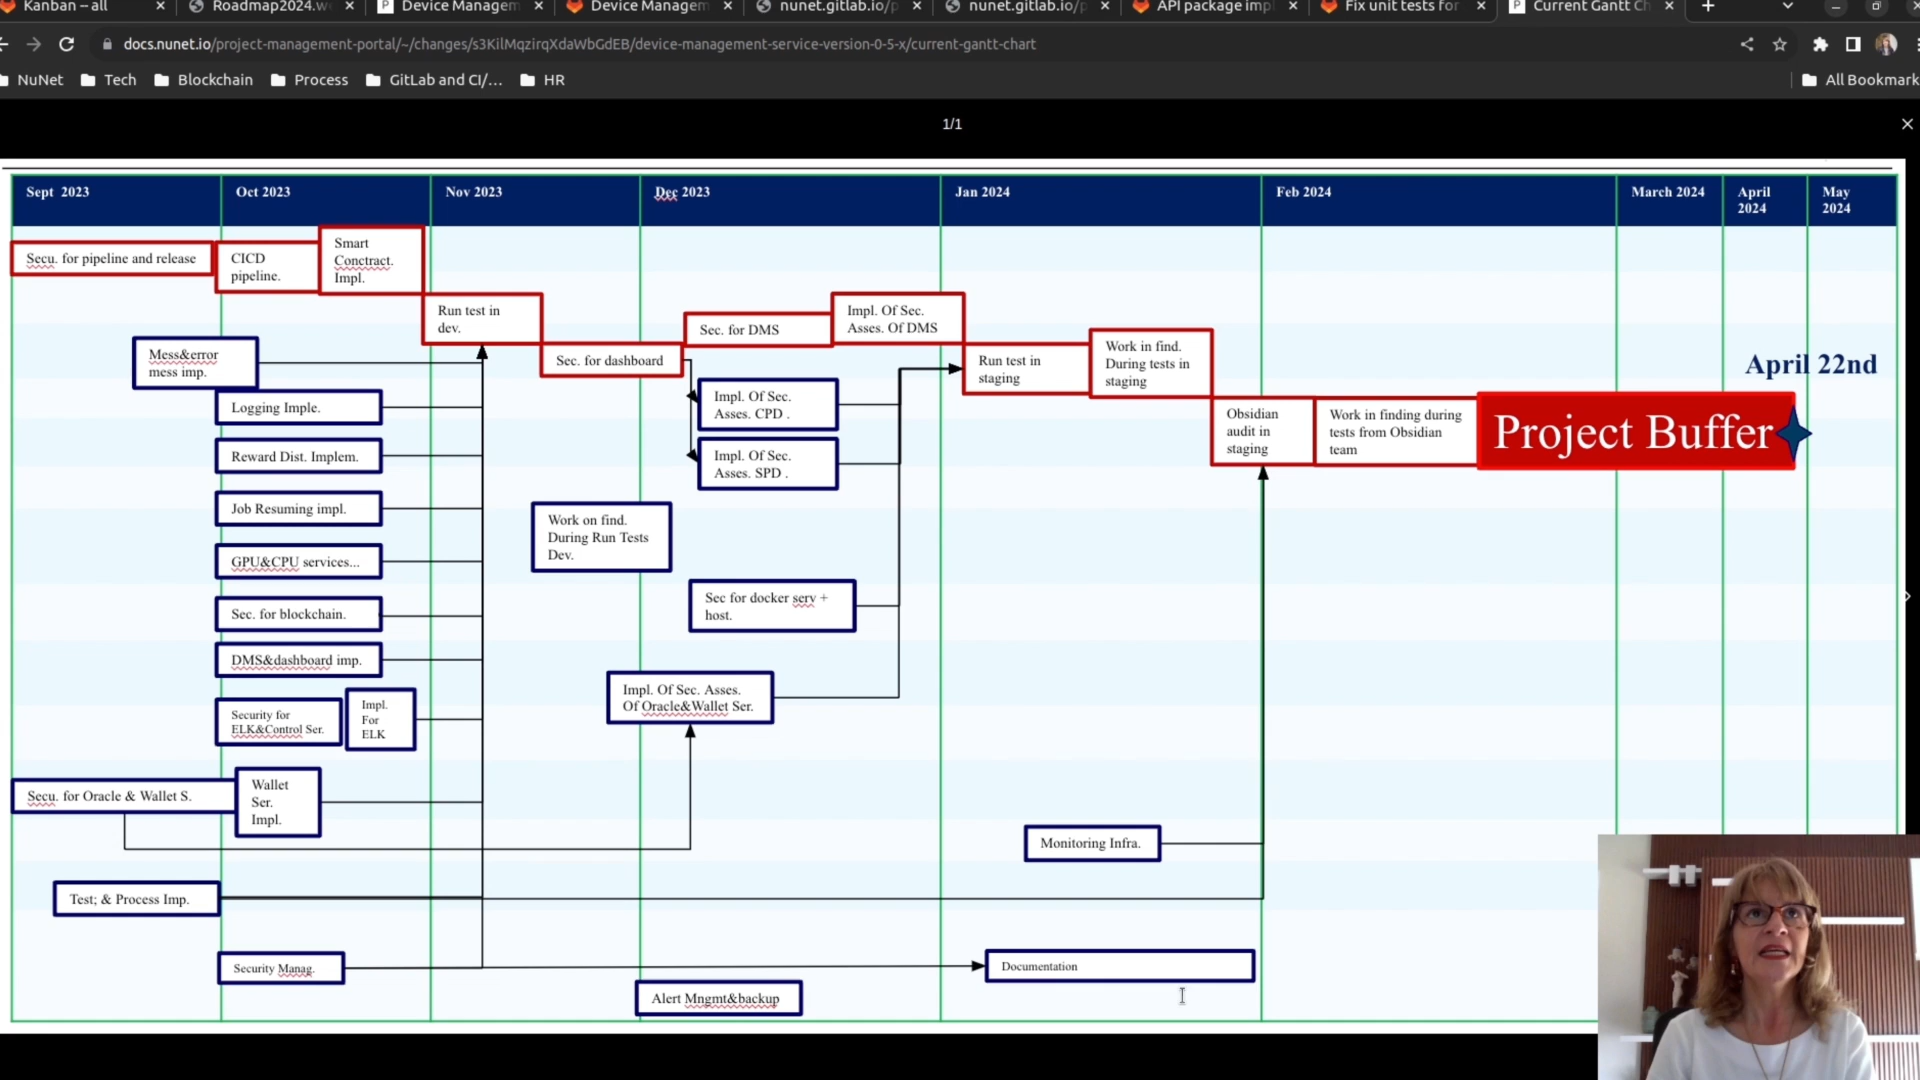 Kanban – all
Roadmap2024.w
Device Managem
Device Managem
nunet.gitlab.io/p
nunet.gitlab.io/p
API package impl
Fix unit tests for
Current Gantt Ch
docs.nunet.io/project-management-portal/~/changes/s3KilMqzirqXdaWbGdEB/device-management-service-version-0-5-x/current-gantt-chart
NuNet
Tech
Blockchain
Process
GitLab and CI/...
HR
All Bookmark
1/1
Sept 2023
Oct 2023
Nov 2023
Dec 2023
Jan 2024
Feb 2024
March 2024
April
2024
May
2024
Secu. for pipeline and release
CICD
pipeline.
Smart
Conctract.
Impl.
Run test in
dev.
Sec. for dashboard
Sec. for DMS
Impl. Of Sec.
Asses. Of DMS
Run test in
staging
Work in find.
During tests in
staging
April 22nd
Obsidian
audit in
staging
Work in finding during
tests from Obsidian
team
Project Buffer
Mess&error
mess imp.
Logging Imple.
Reward Dist. Implem.
Job Resuming impl.
GPU&CPU services...
Sec. for blockchain.
DMS&dashboard imp.
Security for
ELK&Control Ser.
Impl.
For
ELK
Impl. Of Sec.
Asses. CPD .
Impl. Of Sec.
Asses. SPD .
Work on find.
During Run Tests
Dev.
Sec for docker serv +
host.
Impl. Of Sec. Asses.
Of Oracle&Wallet Ser.
Secu. for Oracle & Wallet S.
Wallet
Ser.
Impl.
Monitoring Infra.
Test; & Process Imp.
Security Manag.
Documentation
Alert Mngmt&backup